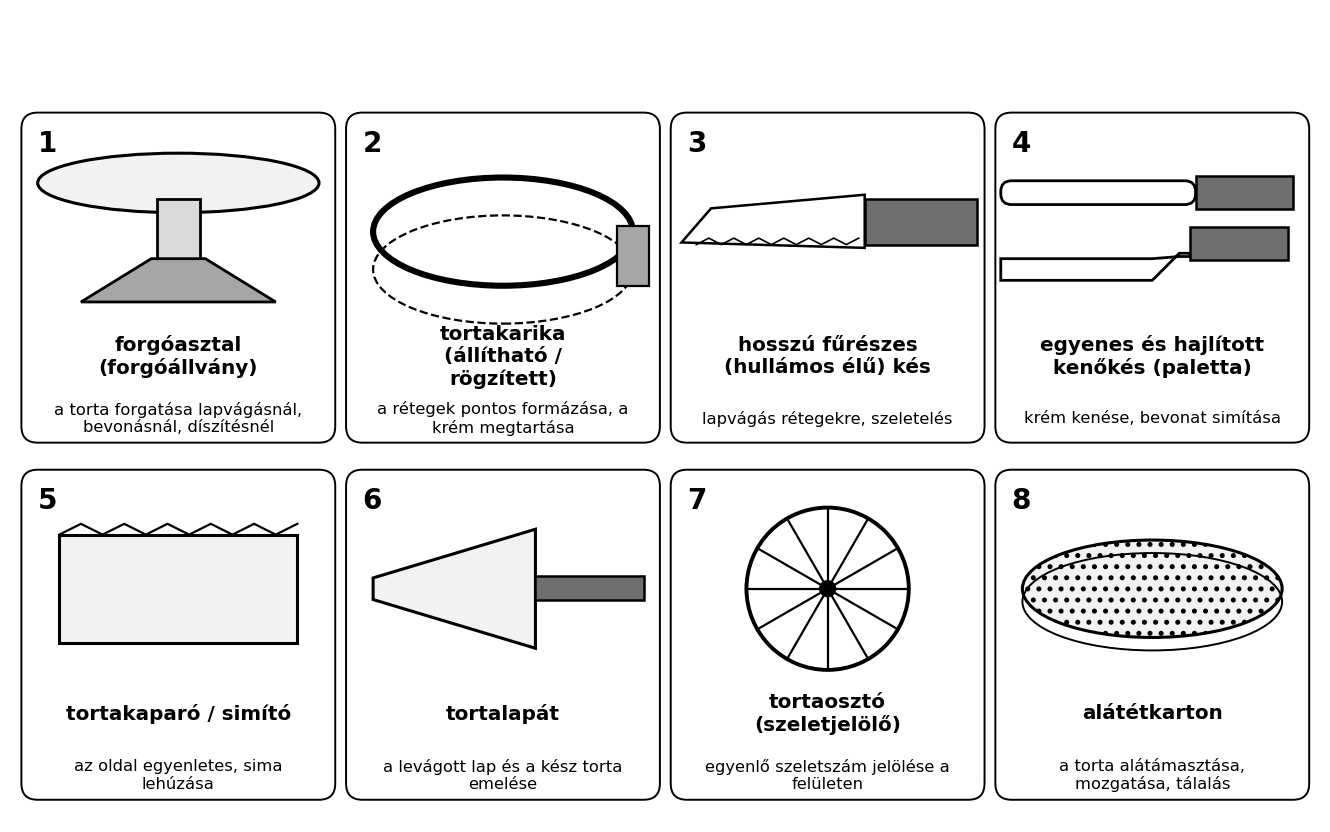 1
forgóasztal
(forgóállvány)
a torta forgatása lapvágásnál,
bevonásnál, díszítésnél
2
tortakarika
(állítható /
rögzített)
a rétegek pontos formázása, a
krém megtartása
3
hosszú fűrészes
(hullámos élű) kés
lapvágás rétegekre, szeletelés
4
egyenes és hajlított
kenőkés (paletta)
krém kenése, bevonat simítása
5
tortakaparó / simító
az oldal egyenletes, sima
lehúzása
6
tortalapát
a levágott lap és a kész torta
emelése
7
tortaosztó
(szeletjelölő)
egyenlő szeletszám jelölése a
felületen
8
alátétkarton
a torta alátámasztása,
mozgatása, tálalás